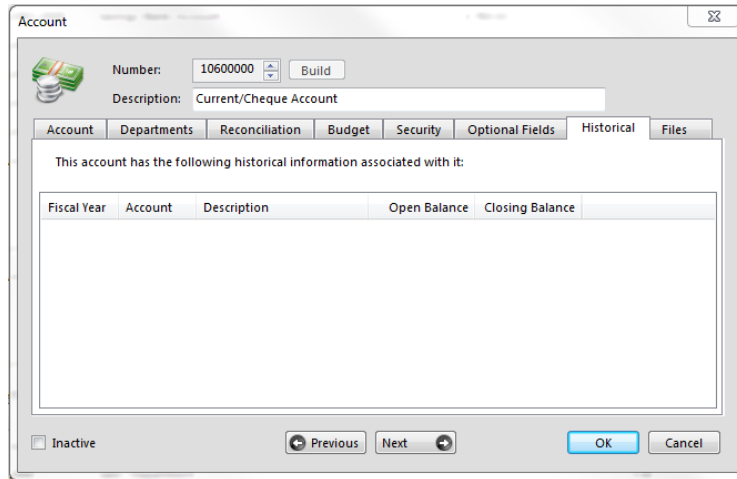 Account
Number: 10600000 Build
Description: Current/Cheque Account
Account Departments Reconciliation Budget Security Optional Fields Historical Files
This account has the following historical information associated with it:
Fiscal Year Account Description Open Balance Closing Balance
Inactive Previous Next OK Cancel